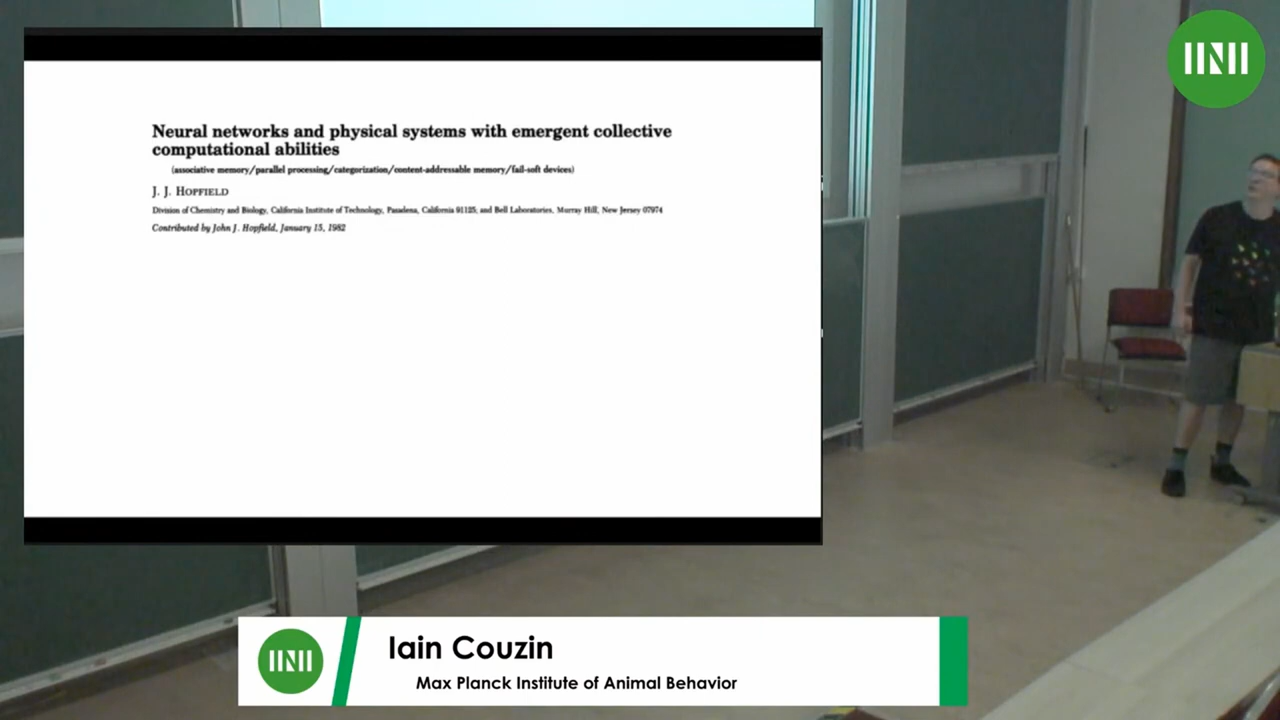 Neural networks and physical systems with emergent collective
computational abilities
(associative memory/parallel processing/categorization/content-addressable memory/fail-soft devices)
J. J. HOPFIELD
Division of Chemistry and Biology, California Institute of Technology, Pasadena, California 91125; and Bell Laboratories, Murray Hill, New Jersey 07974
Contributed by John J. Hopfield, January 15, 1982
Iain Couzin
Max Planck Institute of Animal Behavior